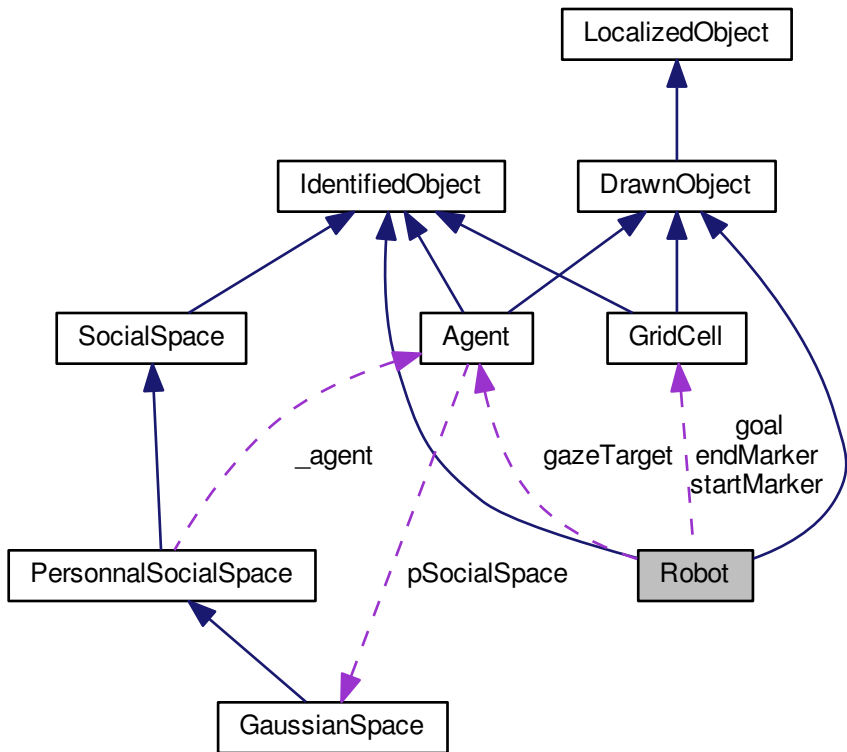 LocalizedObject
IdentifiedObject
DrawnObject
SocialSpace
Agent
GridCell
_agent
gazeTarget
goal
endMarker
startMarker
PersonnalSocialSpace
pSocialSpace
Robot
GaussianSpace